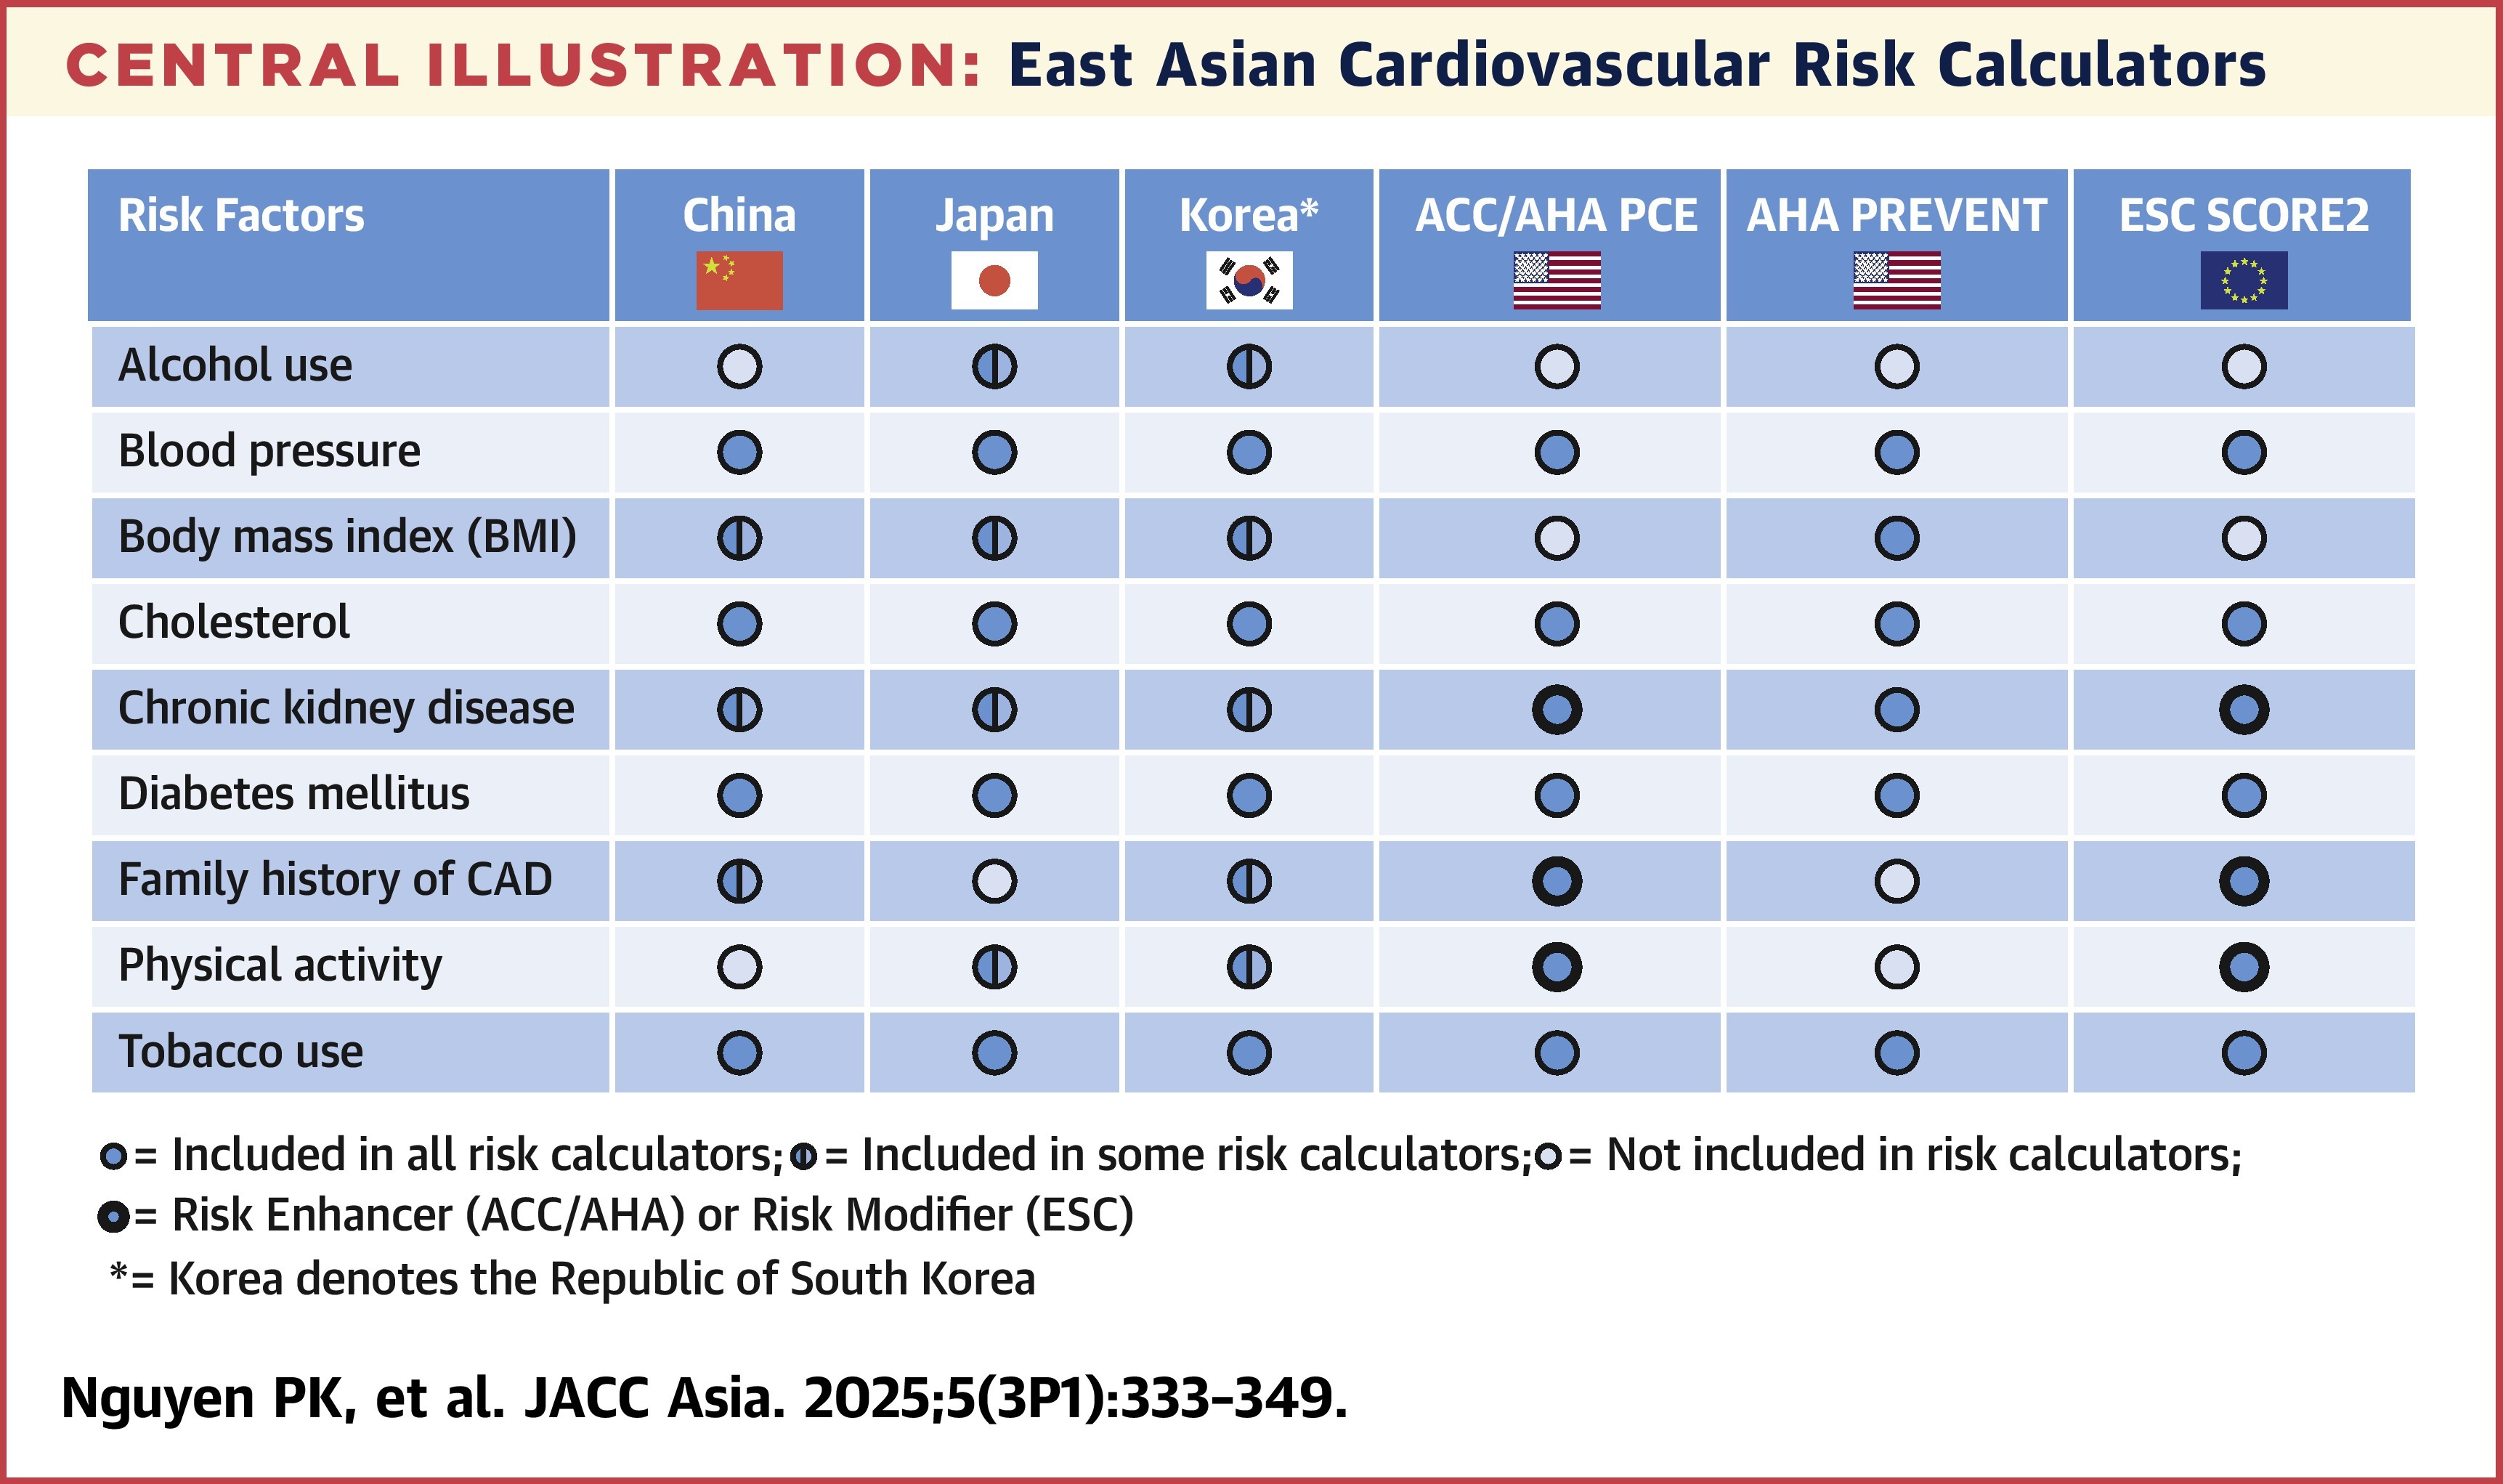 CENTRAL ILLUSTRATION: East Asian Cardiovascular Risk Calculators
Risk Factors China Japan Korea* ACC/AHA PCE AHA PREVENT ESC SCORE2
Alcohol use
Blood pressure
Body mass index (BMI)
Cholesterol
Chronic kidney disease
Diabetes mellitus
Family history of CAD
Physical activity
Tobacco use
= Included in all risk calculators; = Included in some risk calculators; = Not included in risk calculators;
= Risk Enhancer (ACC/AHA) or Risk Modifier (ESC)
*= Korea denotes the Republic of South Korea
Nguyen PK, et al. JACC Asia. 2025;5(3P1):333–349.